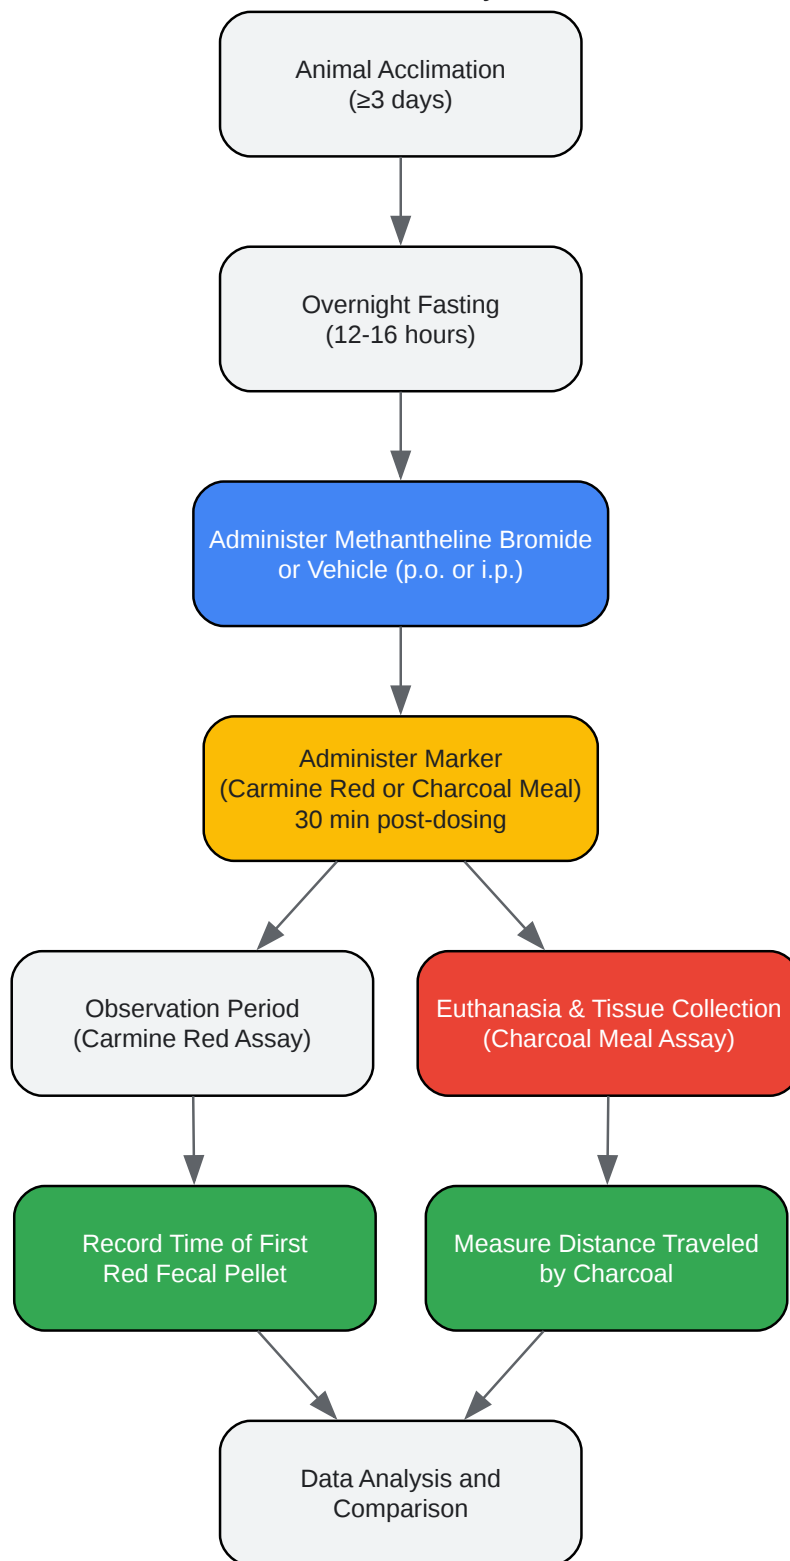 Animal Acclimation
(≥3 days)
Overnight Fasting
(12-16 hours)
Administer Methantheline Bromide
or Vehicle (p.o. or i.p.)
Administer Marker
(Carmine Red or Charcoal Meal)
30 min post-dosing
Observation Period
(Carmine Red Assay)
Euthanasia & Tissue Collection
(Charcoal Meal Assay)
Record Time of First
Red Fecal Pellet
Measure Distance Traveled
by Charcoal
Data Analysis and
Comparison